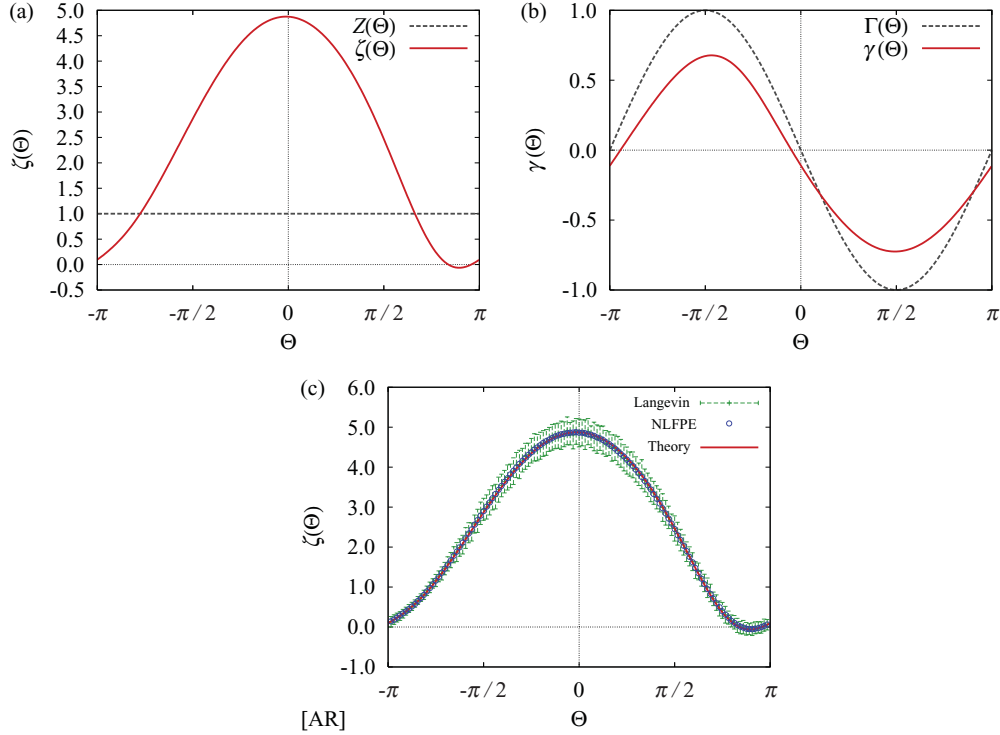 (a)
5.0
4.5
4.0
3.5
3.0
2.5
2.0
1.5
1.0
0.5
0.0
-0.5
ζ(Θ)
Z(Θ)
ζ(Θ)
-π
-π/2
0
π/2
π
Θ
(b)
1.0
0.5
0.0
-0.5
-1.0
γ(Θ)
Γ(Θ)
γ(Θ)
-π
-π/2
0
π/2
π
Θ
(c)
6.0
5.0
4.0
3.0
2.0
1.0
0.0
-1.0
ζ(Θ)
Langevin
NLFPE
Theory
-π
-π/2
0
π/2
π
[AR]
Θ